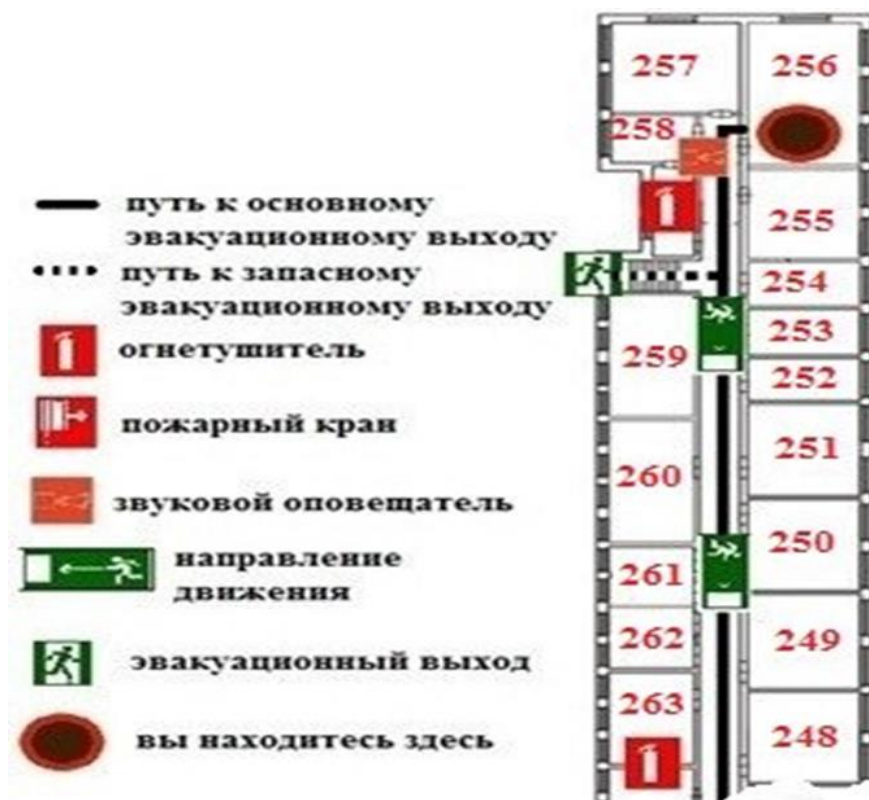 257 256
258
путь к основному
эвакуационному выходу
255
путь к запасному
эвакуационному выходу
254
огнетушитель
259 253
252
пожарный кран
260 251
звуковой оповещатель
250
направление
движения
261
262 249
эвакуационный выход
263
248
вы находитесь здесь